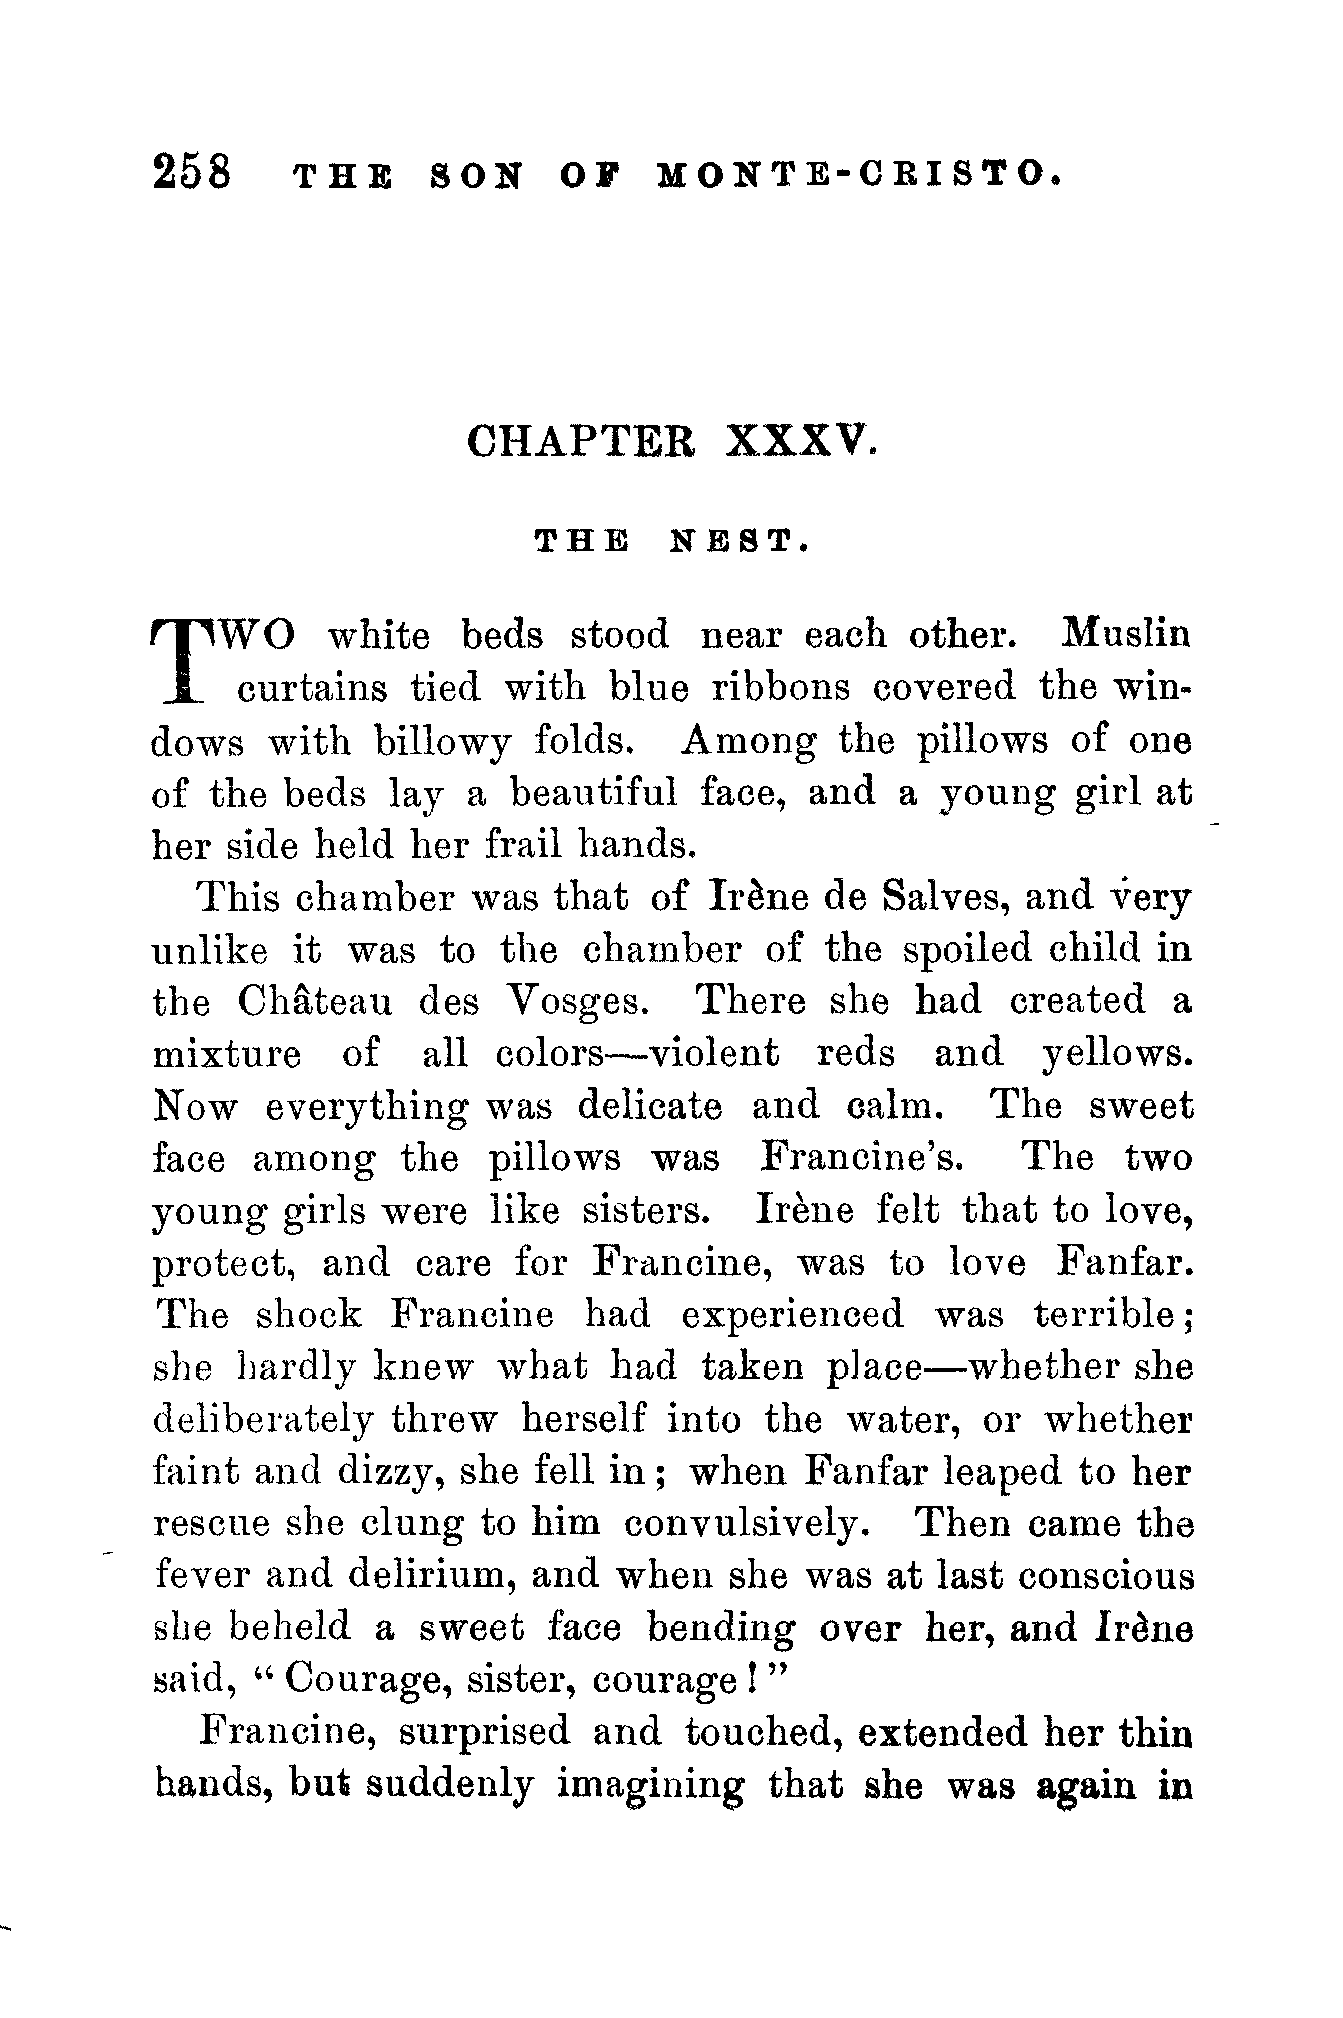 258 THE SON OF MONTE-CRISTO.
CHAPTER XXXV.
THE NEST.
TWO white beds stood near each other. Muslin
curtains tied with blue ribbons covered the win-
dows with billowy folds. Among the pillows of one
of the beds lay a beautiful face, and a young girl at
her side held her frail hands.
This chamber was that of Irène de Salves, and very
unlike it was to the chamber of the spoiled child in
the Château des Vosges. There she had created a
mixture of all colors—violent reds and yellows.
Now everything was delicate and calm. The sweet
face among the pillows was Francine's. The two
young girls were like sisters. Irène felt that to love,
protect, and care for Francine, was to love Fanfar.
The shock Francine had experienced was terrible;
she hardly knew what had taken place—whether she
deliberately threw herself into the water, or whether
faint and dizzy, she fell in; when Fanfar leaped to her
rescue she clung to him convulsively. Then came the
fever and delirium, and when she was at last conscious
she beheld a sweet face bending over her, and Irène
said, "Courage, sister, courage!"
Francine, surprised and touched, extended her thin
hands, but suddenly imagining that she was again in